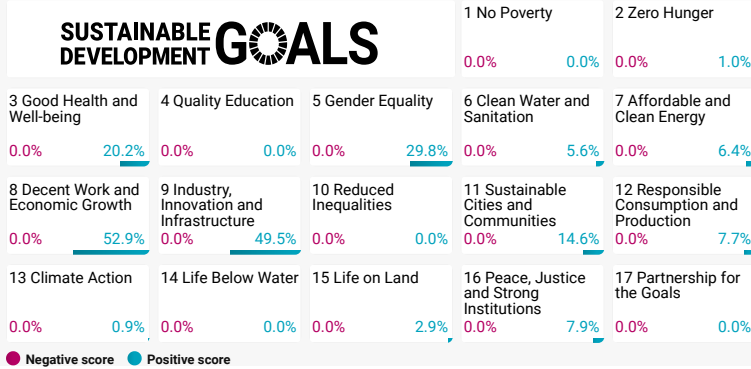 SUSTAINABLE
DEVELOPMENT
GOALS
1 No Poverty
0.0% 0.0%
2 Zero Hunger
0.0% 1.0%
3 Good Health and
Well-being
0.0% 20.2%
4 Quality Education
0.0% 0.0%
5 Gender Equality
0.0% 29.8%
6 Clean Water and
Sanitation
0.0% 5.6%
7 Affordable and
Clean Energy
0.0% 6.4%
8 Decent Work and
Economic Growth
0.0% 52.9%
9 Industry,
Innovation and
Infrastructure
0.0% 49.5%
10 Reduced
Inequalities
0.0% 0.0%
11 Sustainable
Cities and
Communities
0.0% 14.6%
12 Responsible
Consumption and
Production
0.0% 7.7%
13 Climate Action
0.0% 0.9%
14 Life Below Water
0.0% 0.0%
15 Life on Land
0.0% 2.9%
16 Peace, Justice
and Strong
Institutions
0.0% 7.9%
17 Partnership for
the Goals
0.0% 0.0%
Negative score Positive score